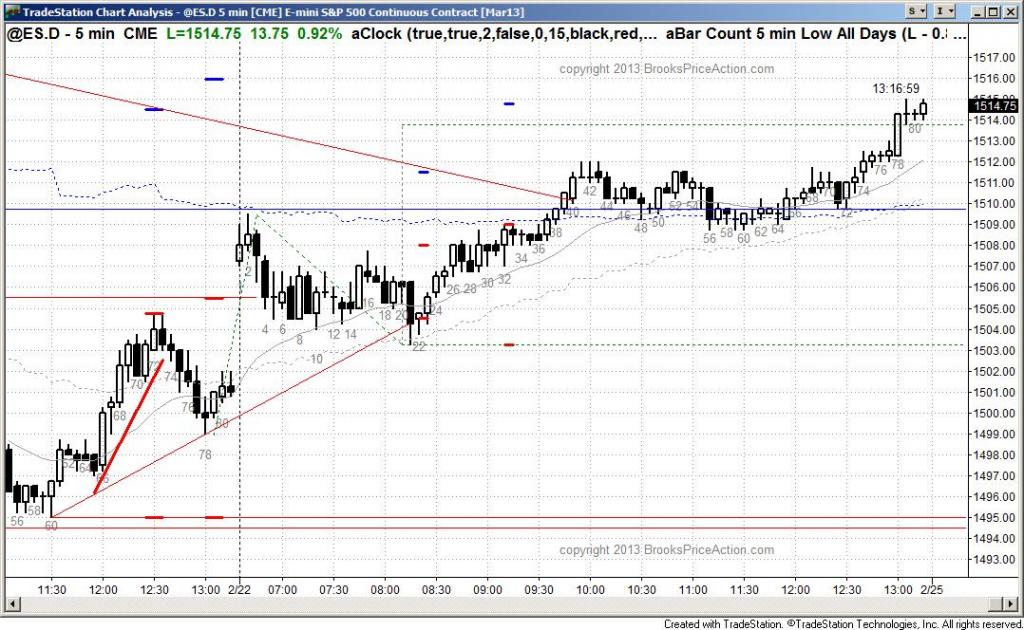 TradeStation Chart Analysis - @ES.D 5 min [CME] E-mini S&P 500 Continuous Contract [Mar13]
S
I
@ES.D - 5 min CME L=1514.75 13.75 0.92% aClock (true,true,2,false,0,15,black,red,... aBar Count 5 min Low All Days (L - 0.8 ...
copyright 2013 BrooksPriceAction.com
13:16:59
1517.00
1516.00
1514.75
1514.00
1513.00
1512.00
1511.00
1510.00
1509.00
1508.00
1507.00
1506.00
1505.00
1504.00
1503.00
1502.00
1501.00
1500.00
1499.00
1498.00
1497.00
1496.00
1495.00
1494.00
1493.00
56 58 60 62 64 66 68 70 72 74 76 78 80
2 4 6 8 10 12 14 16 18 20 22 24 26 28 30 32 34 36 38 40 42 44 46 48 50 52 54 56 58 60 62 64 66 68 70 72 74 76 78 80
copyright 2013 BrooksPriceAction.com
11:30 12:00 12:30 13:00 2/22 07:00 07:30 08:00 08:30 09:00 09:30 10:00 10:30 11:00 11:30 12:00 12:30 13:00 2/25
Created with TradeStation. ©TradeStation Technologies, Inc. All rights reserved.